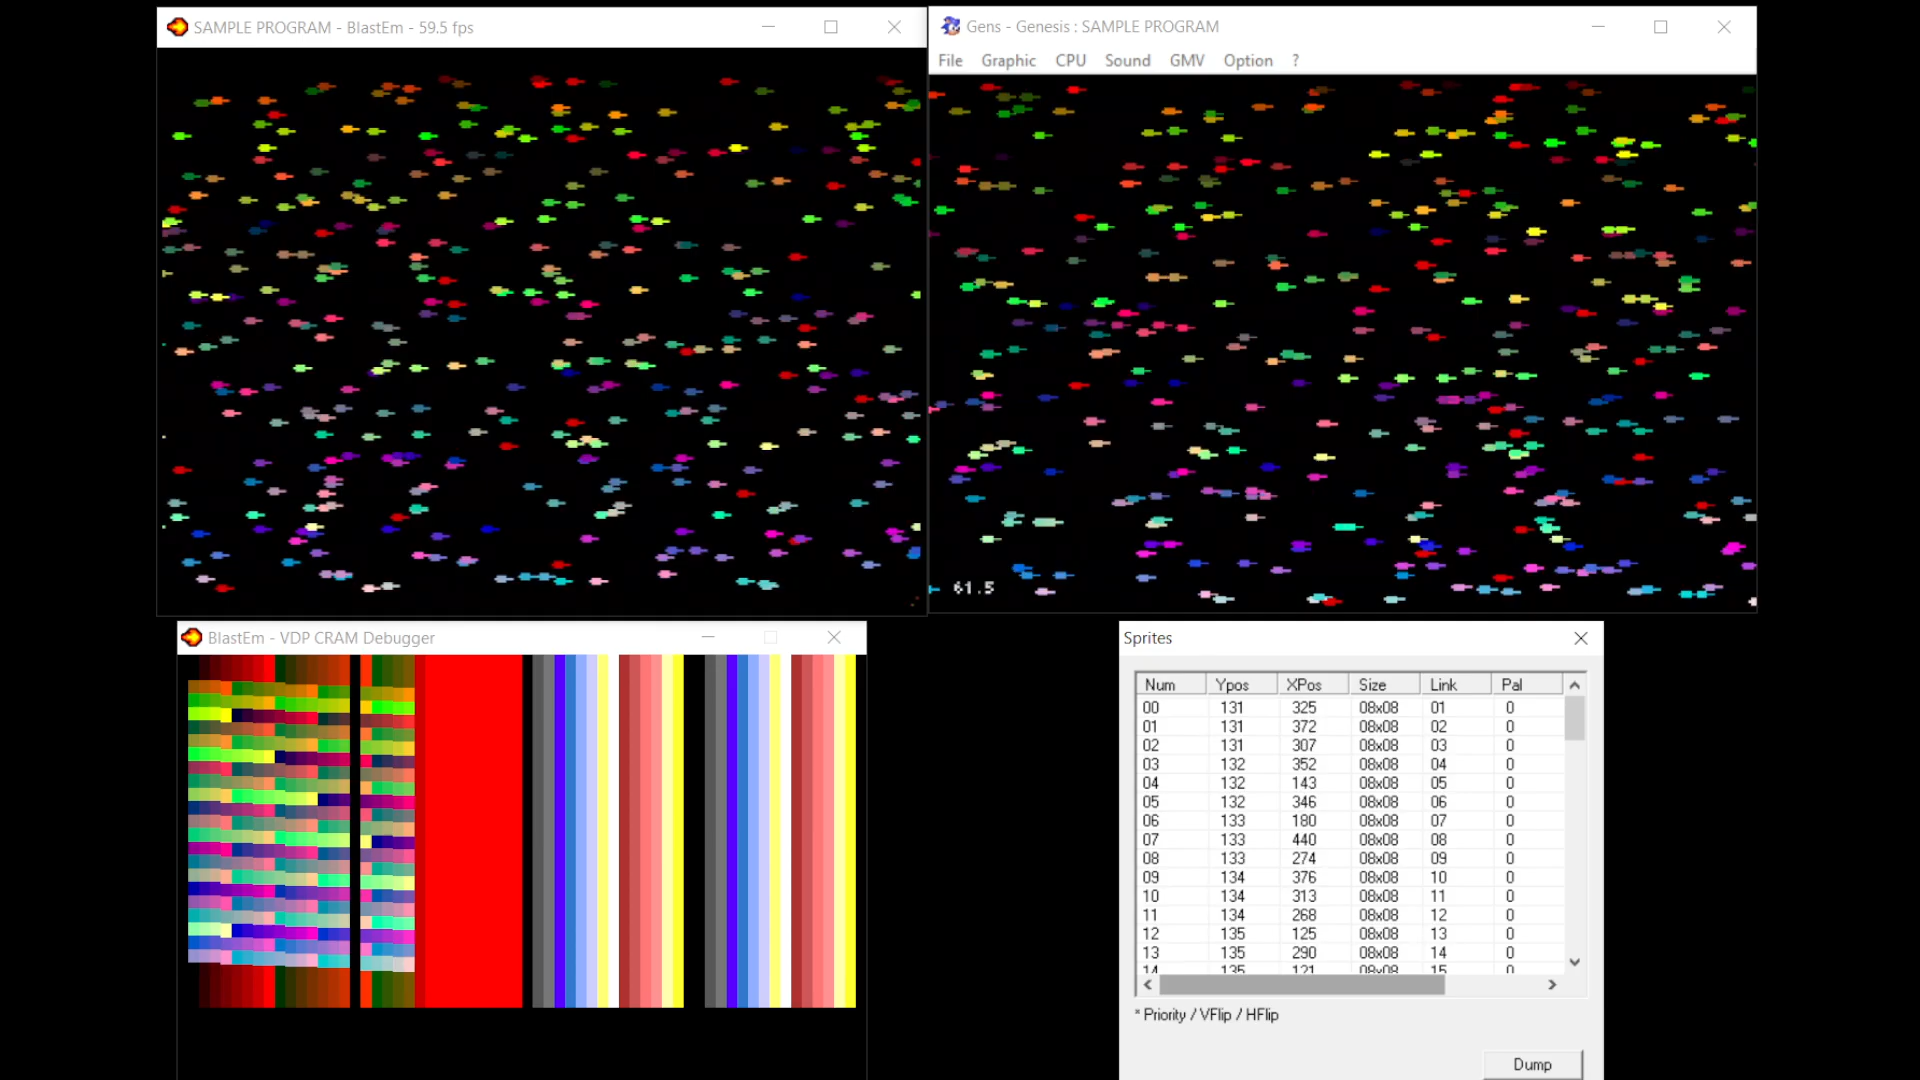 SAMPLE PROGRAM - BlastEm - 59.5 fps
Gens - Genesis : SAMPLE PROGRAM
File Graphic CPU Sound GMV Option ?
61.5
BlastEm - VDP CRAM Debugger
Sprites
Num Ypos XPos Size Link Pal
00 131 325 08x08 01 0
01 131 372 08x08 02 0
02 131 307 08x08 03 0
03 132 352 08x08 04 0
04 132 143 08x08 05 0
05 132 346 08x08 06 0
06 133 180 08x08 07 0
07 133 440 08x08 08 0
08 133 274 08x08 09 0
09 134 376 08x08 10 0
10 134 313 08x08 11 0
11 134 268 08x08 12 0
12 135 125 08x08 13 0
13 135 290 08x08 14 0
14 135 121 08x08 15 0
* Priority / VFlip / HFlip
Dump